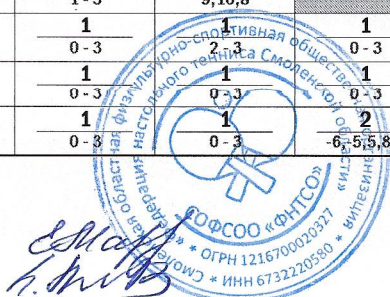 1 - 3 9,10,8
1 1 1
0 - 3 2 - 3 0 - 3
1 1 1
0 - 3 0 - 3 0 - 3
1 1 2
0 - 3 0 - 3 -6,-5,5,8
Смоленская областная физкультурно-спортивная общественная организация
«Федерация настольного тенниса Смоленской области»
СОФСОО «ФНТСО»
* ОГРН 1216700020327
* ИНН 6732220580 *